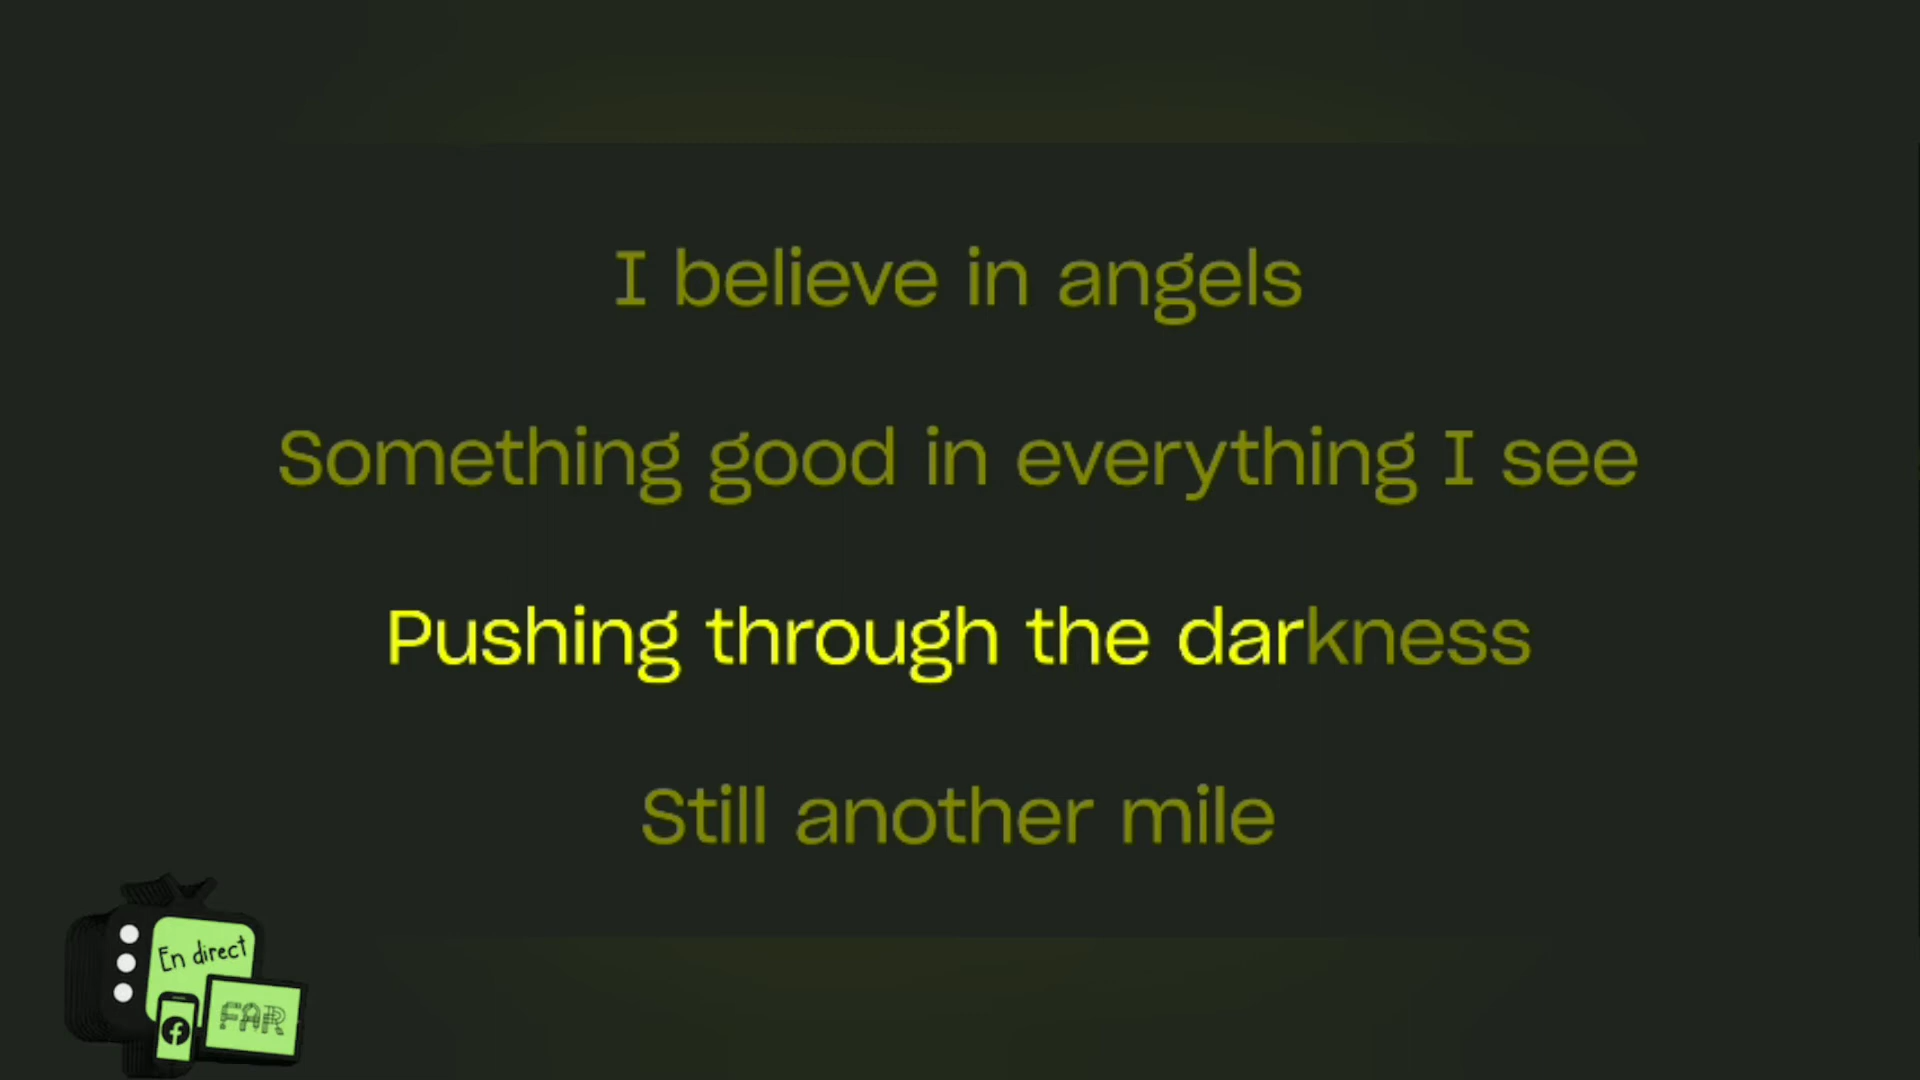 I believe in angels
Something good in everything I see
Pushing through the darkness
Still another mile
En direct
FAR